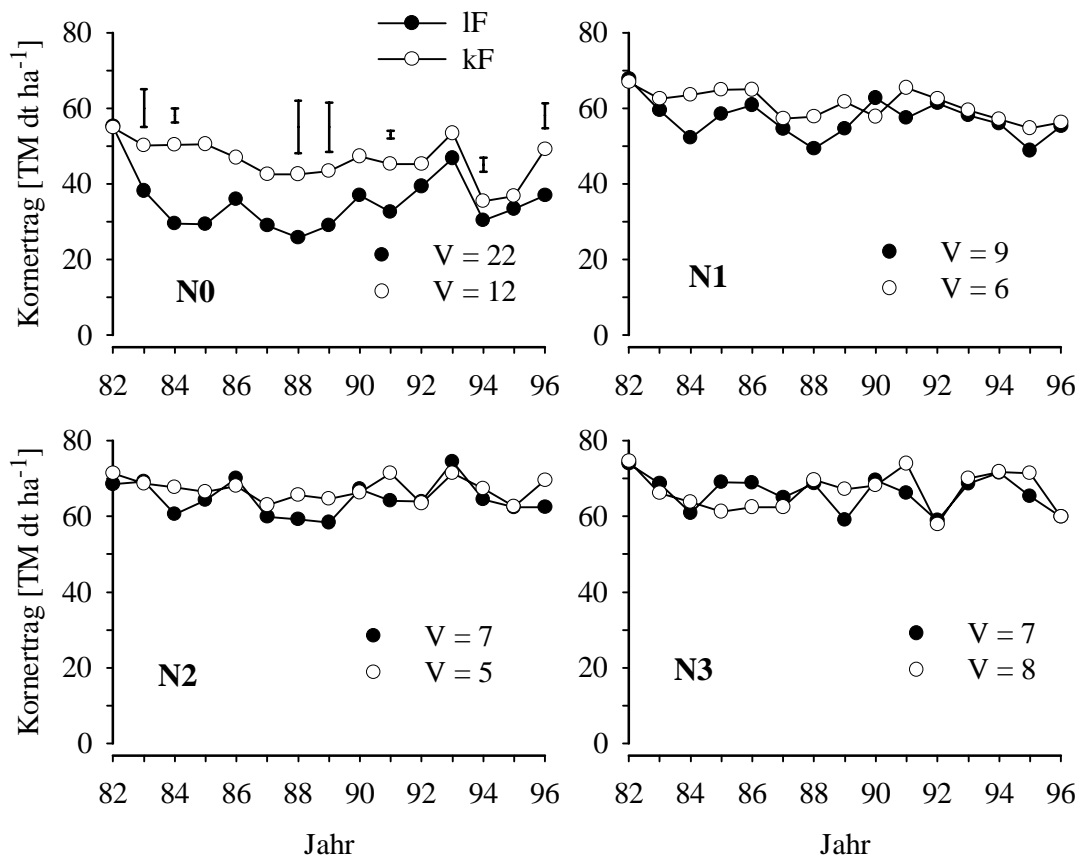 lF
kF
Kornertrag [TM dt ha⁻¹]
80
60
40
20
0
V = 22
V = 12
N0
82 84 86 88 90 92 94 96
80
60
40
20
0
V = 9
V = 6
N1
82 84 86 88 90 92 94 96
Kornertrag [TM dt ha⁻¹]
80
60
40
20
0
V = 7
V = 5
N2
82 84 86 88 90 92 94 96
Jahr
80
60
40
20
0
V = 7
V = 8
N3
82 84 86 88 90 92 94 96
Jahr